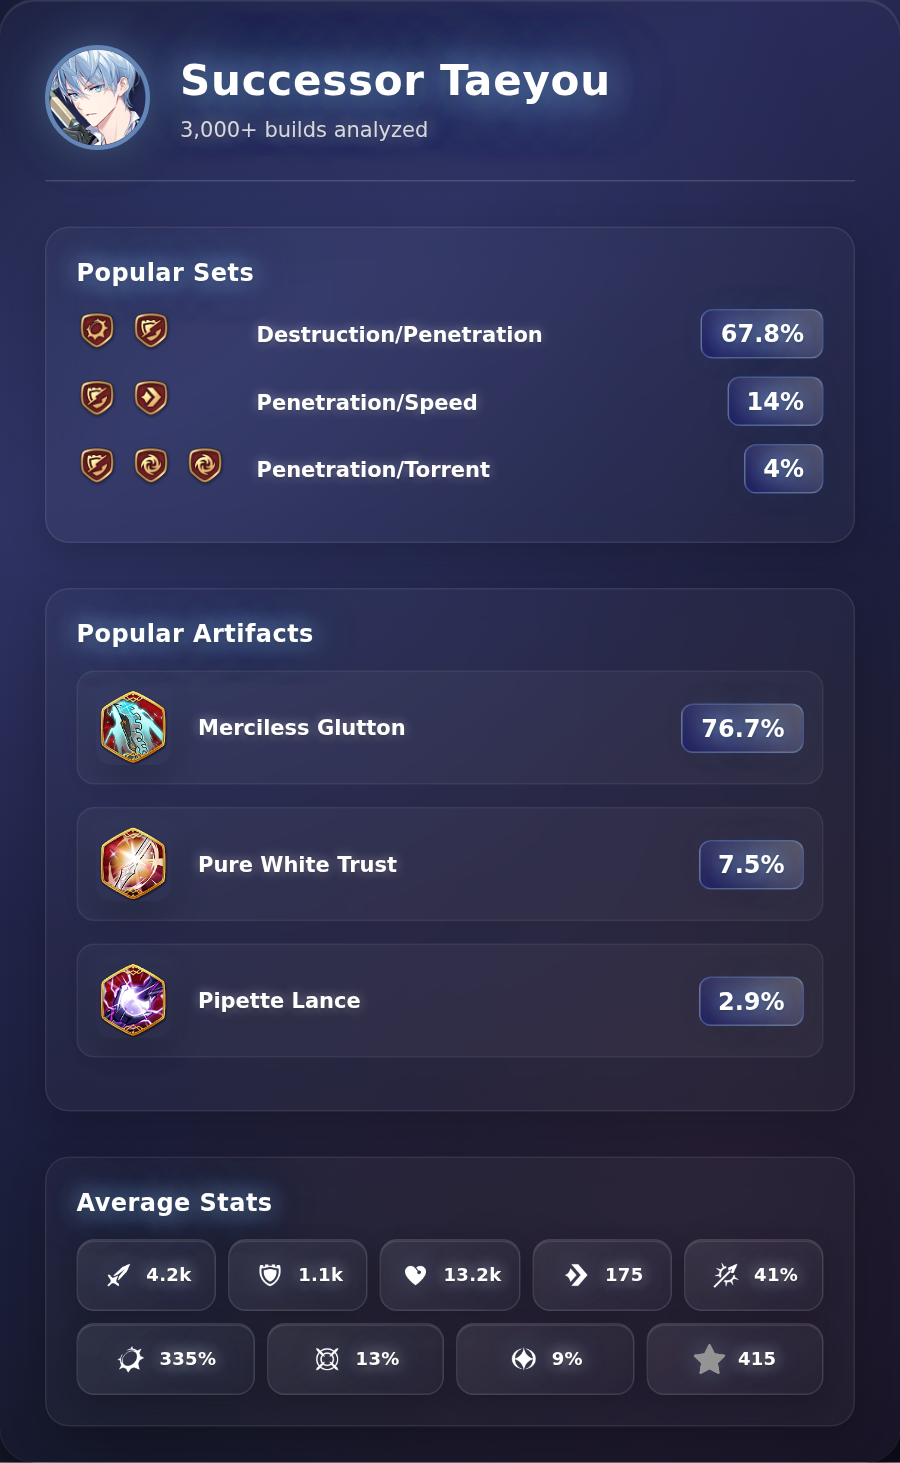 Successor Taeyou
3,000+ builds analyzed
Popular Sets
Destruction/Penetration 67.8%
Penetration/Speed 14%
Penetration/Torrent 4%
Popular Artifacts
Merciless Glutton 76.7%
Pure White Trust 7.5%
Pipette Lance 2.9%
Average Stats
4.2k 1.1k 13.2k 175 41%
335% 13% 9% 415